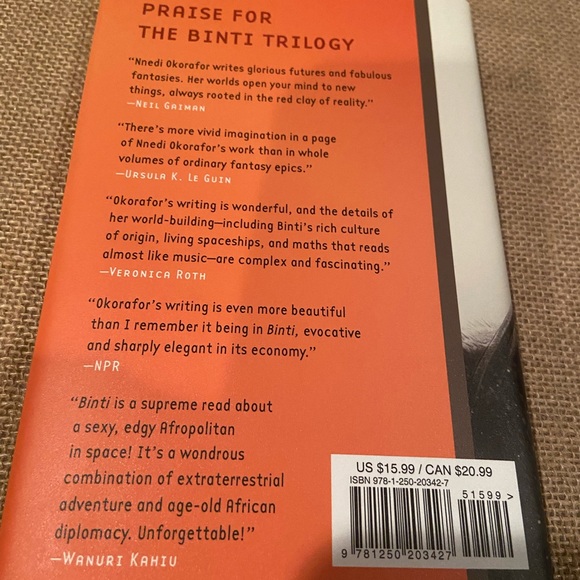 PRAISE FOR
THE BINTI TRILOGY
"Nnedi Okorafor writes glorious futures and fabulous
fantasies. Her worlds open your mind to new
things, always rooted in the red clay of reality."
—NEIL GAIMAN
"There's more vivid imagination in a page
of Nnedi Okorafor's work than in whole
volumes of ordinary fantasy epics."
—URSULA K. LE GUIN
"Okorafor's writing is wonderful, and the details of
her world-building—including Binti's rich culture
of origin, living spaceships, and maths that reads
almost like music—are complex and fascinating."
—VERONICA ROTH
"Okorafor's writing is even more beautiful
than I remember it being in Binti, evocative
and sharply elegant in its economy."
—NPR
"Binti is a supreme read about
a sexy, edgy Afropolitan
in space! It's a wondrous
combination of extraterrestrial
adventure and age-old African
diplomacy. Unforgettable!"
—WANURI KAHIU
US $15.99 / CAN $20.99
ISBN 978-1-250-20342-7
51599>
9 781250 203427